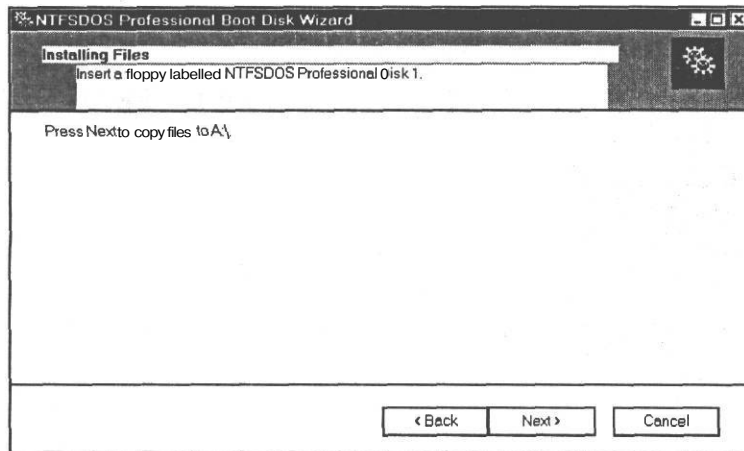 NTFSDOS Professional Boot Disk Wizard
Installing Files
Insert a floppy labelled NTFSDOS Professional Disk 1.
Press Next to copy files to A:\.
< Back
Next >
Cancel